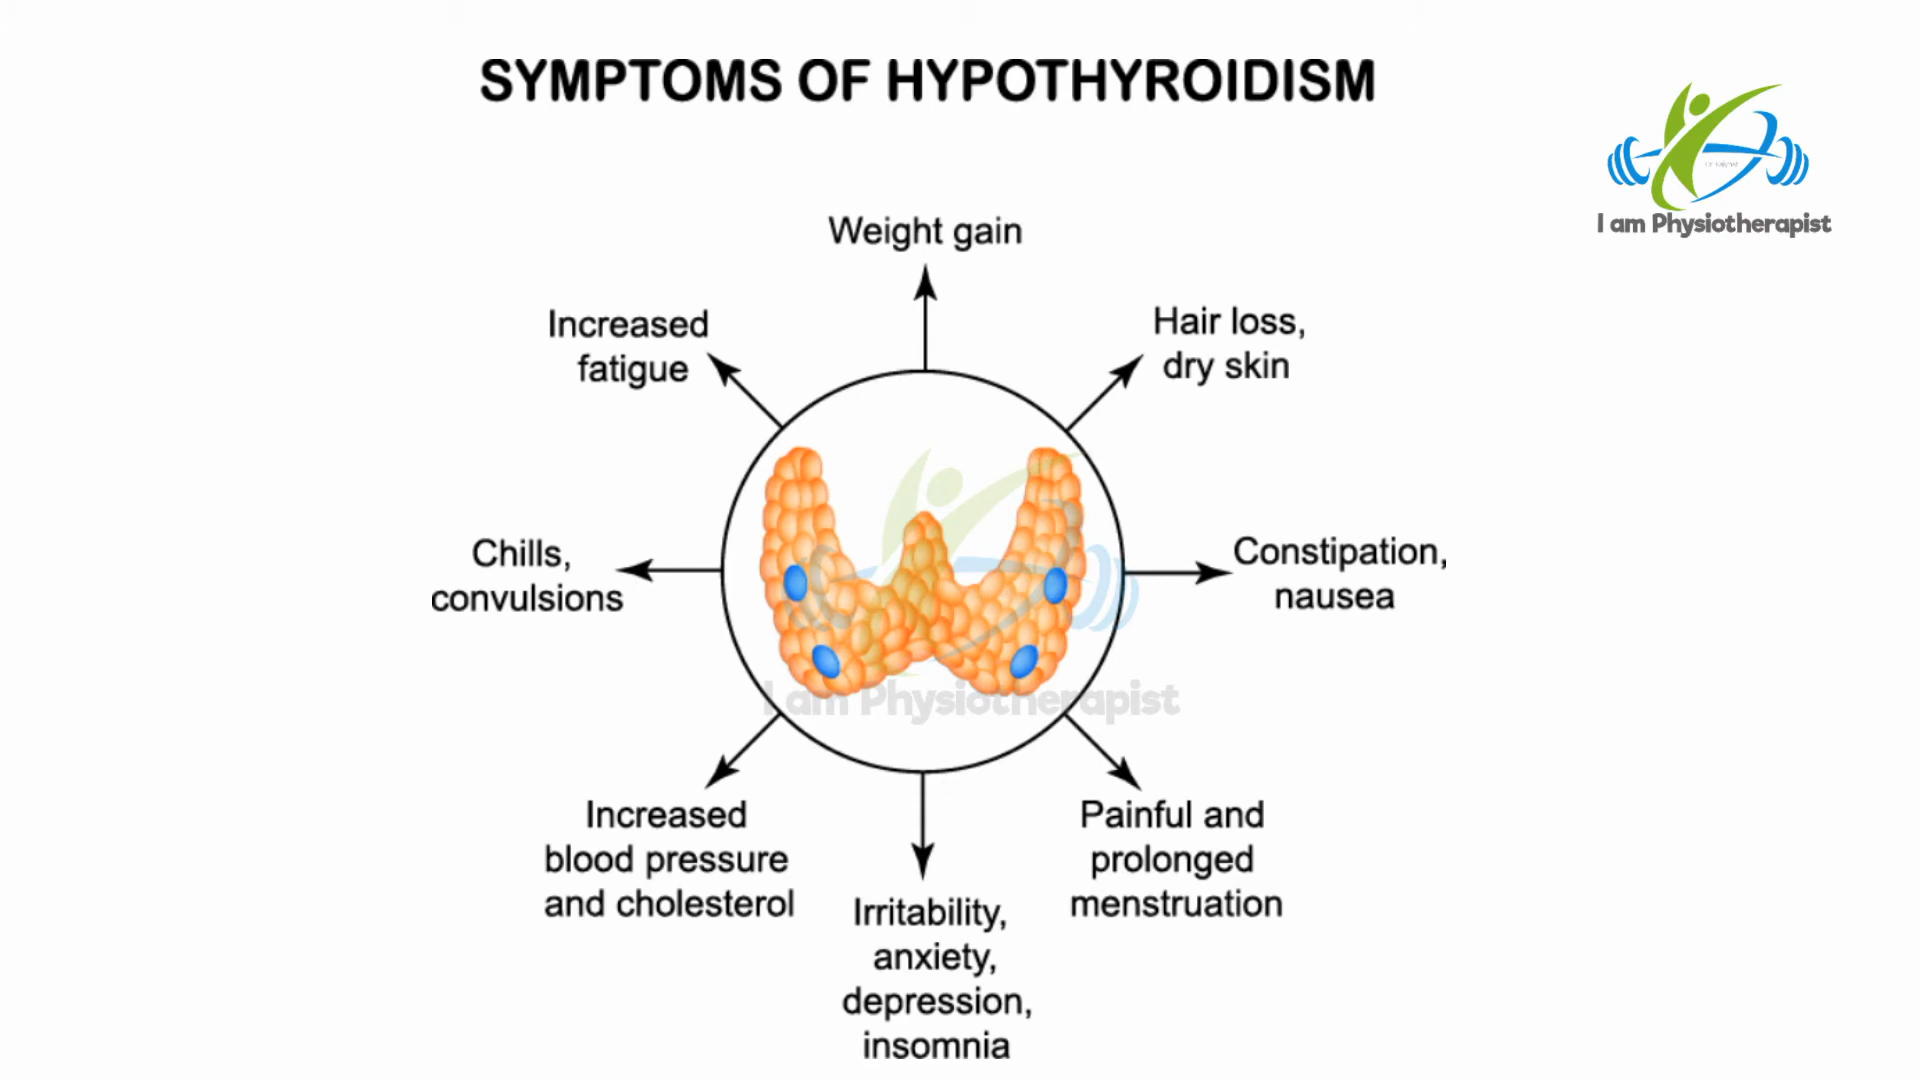 SYMPTOMS OF HYPOTHYROIDISM
I am Physiotherapist
Weight gain
Increased
fatigue
Hair loss,
dry skin
Chills,
convulsions
Constipation,
nausea
I am Physiotherapist
Increased
blood pressure
and cholesterol
Painful and
prolonged
menstruation
Irritability,
anxiety,
depression,
insomnia